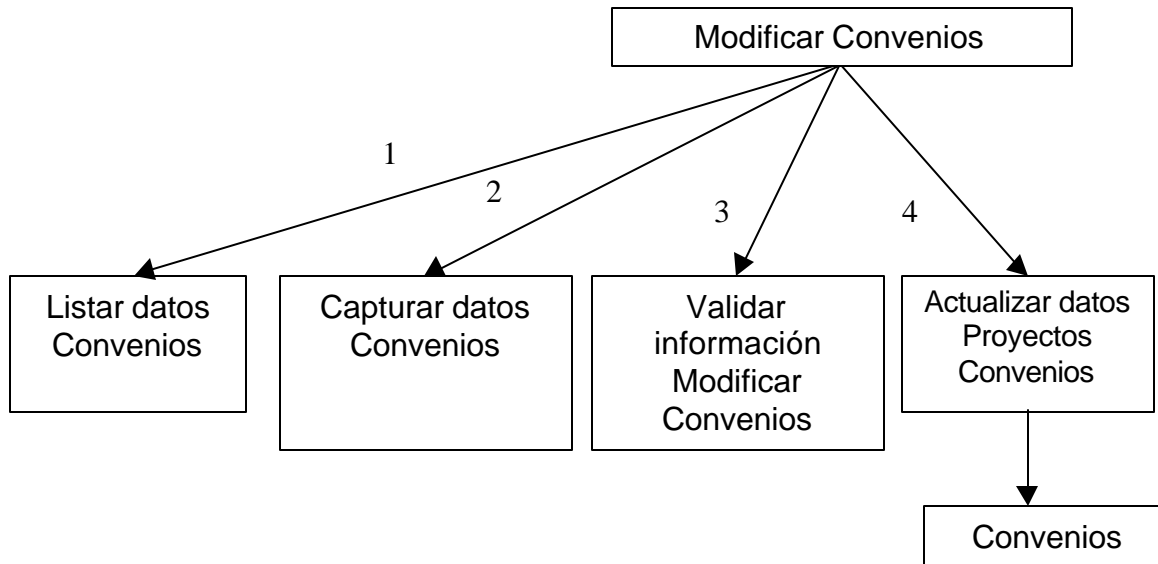 Modificar Convenios
1
2
3
4
Listar datos
Convenios
Capturar datos
Convenios
Validar
información
Modificar
Convenios
Actualizar datos
Proyectos
Convenios
Convenios